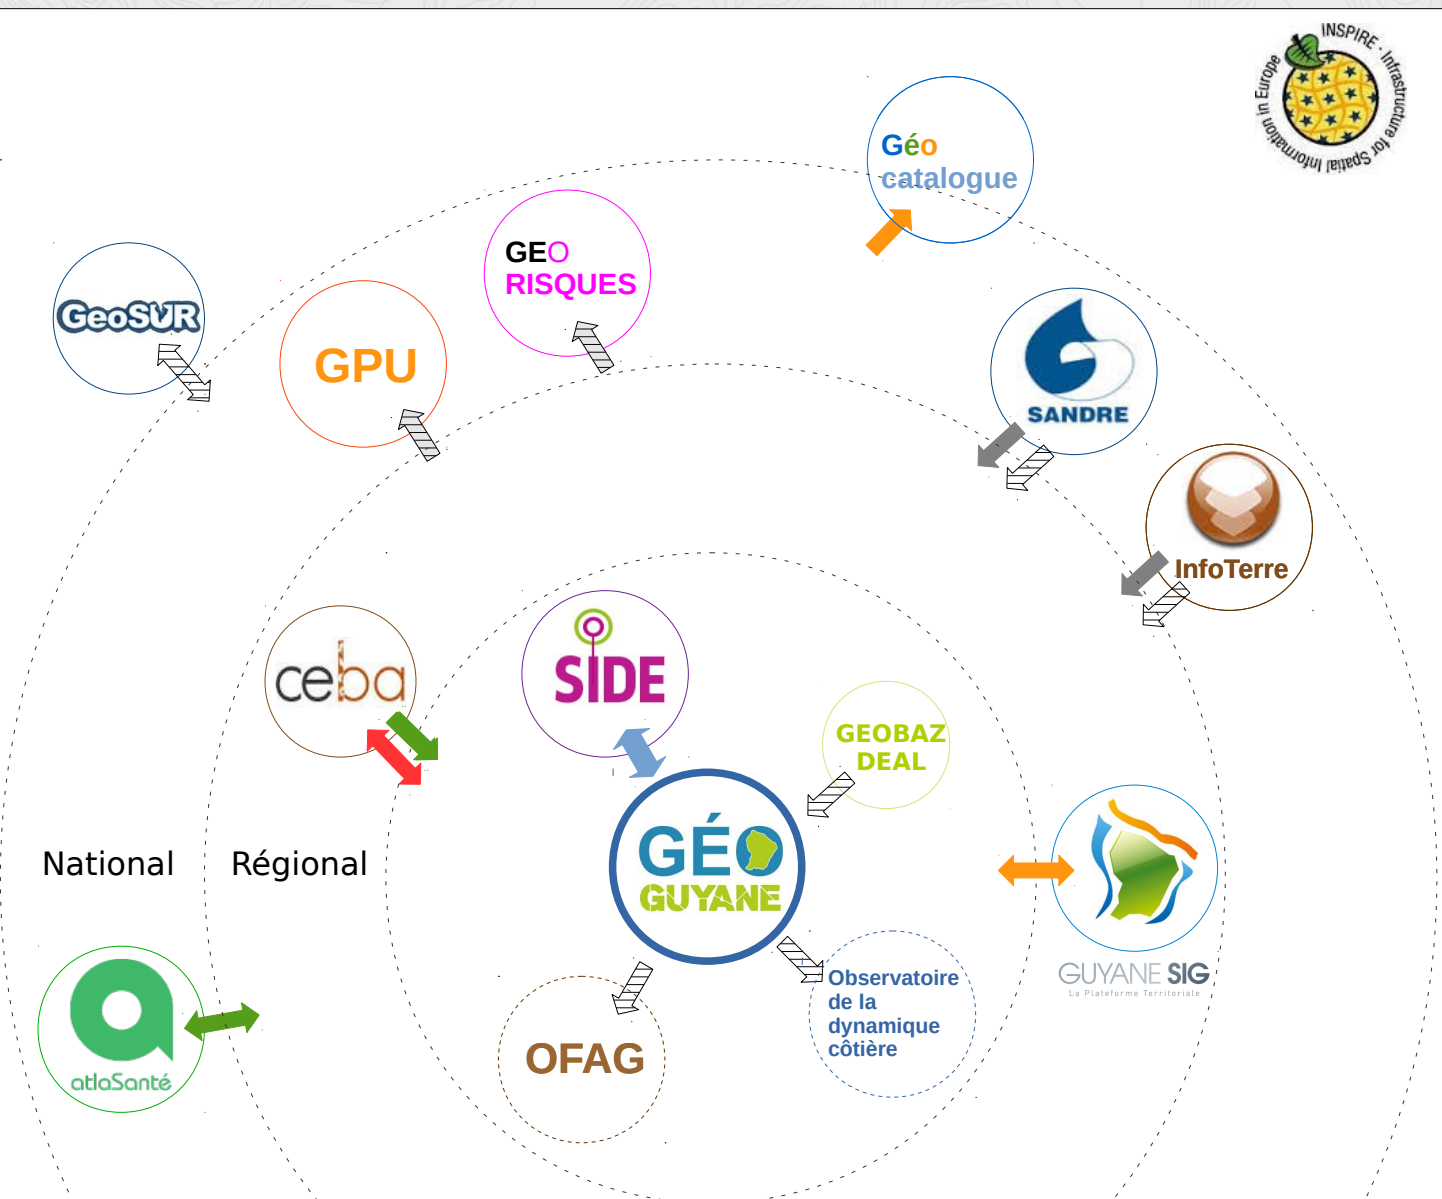 INSPIRE · Infrastructure for Spatial Information in Europe
Géo
catalogue
GEO
RISQUES
GeoSUR
GPU
SANDRE
InfoTerre
ceba
SIDE
GEOBAZ
DEAL
GÉO
GUYANE
National
Régional
GUYANE SIG
La Plateforme Territoriale
Observatoire
de la
dynamique
côtière
OFAG
atlaSanté